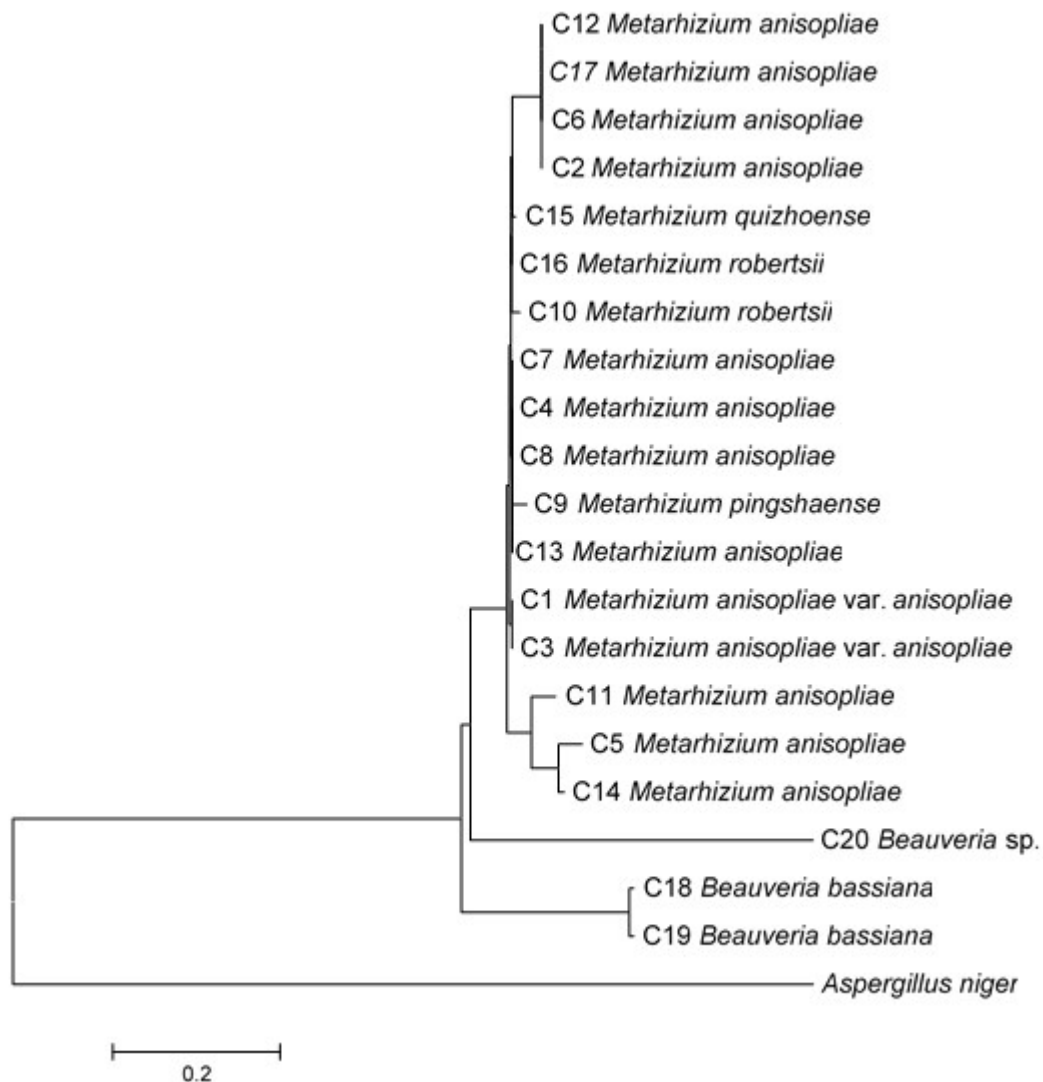 C12 Metarhizium anisopliae
C17 Metarhizium anisopliae
C6 Metarhizium anisopliae
C2 Metarhizium anisopliae
C15 Metarhizium quizhoense
C16 Metarhizium robertsii
C10 Metarhizium robertsii
C7 Metarhizium anisopliae
C4 Metarhizium anisopliae
C8 Metarhizium anisopliae
C9 Metarhizium pingshaense
C13 Metarhizium anisopliae
C1 Metarhizium anisopliae var. anisopliae
C3 Metarhizium anisopliae var. anisopliae
C11 Metarhizium anisopliae
C5 Metarhizium anisopliae
C14 Metarhizium anisopliae
C20 Beauveria sp.
C18 Beauveria bassiana
C19 Beauveria bassiana
Aspergillus niger
0.2